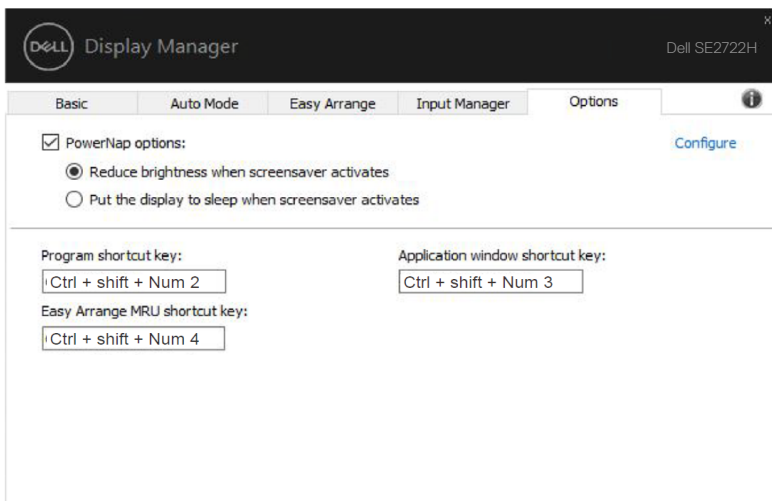 x
DELL Display Manager Dell SE2722H
Basic Auto Mode Easy Arrange Input Manager Options i
PowerNap options: Configure
Reduce brightness when screensaver activates
Put the display to sleep when screensaver activates
Program shortcut key: Application window shortcut key:
Ctrl + shift + Num 2 Ctrl + shift + Num 3
Easy Arrange MRU shortcut key:
Ctrl + shift + Num 4